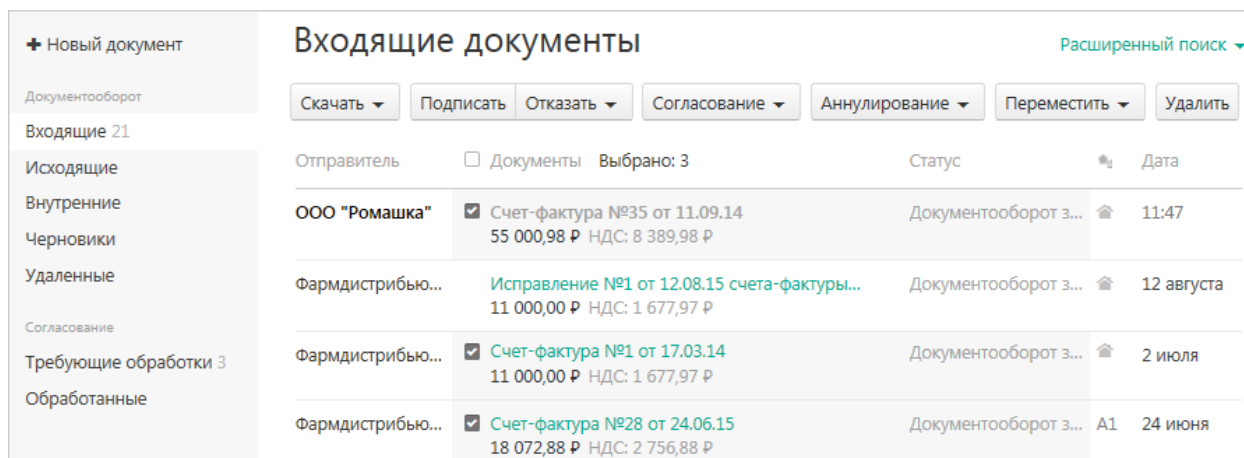 + Новый документ
Документооборот
Входящие 21
Исходящие
Внутренние
Черновики
Удаленные
Согласование
Требующие обработки 3
Обработанные
Входящие документы
Расширенный поиск
Скачать Подписать Отказать Согласование Аннулирование Переместить Удалить
Отправитель Документы Выбрано: 3 Статус Дата
ООО "Ромашка" Счет-фактура №35 от 11.09.14 Документооборот з... 11:47
55 000,98 ₽ НДС: 8 389,98 ₽
Фармдистрибью... Исправление №1 от 12.08.15 счета-фактуры... Документооборот з... 12 августа
11 000,00 ₽ НДС: 1 677,97 ₽
Фармдистрибью... Счет-фактура №1 от 17.03.14 Документооборот з... 2 июля
11 000,00 ₽ НДС: 1 677,97 ₽
Фармдистрибью... Счет-фактура №28 от 24.06.15 Документооборот з... А1 24 июня
18 072,88 ₽ НДС: 2 756,88 ₽